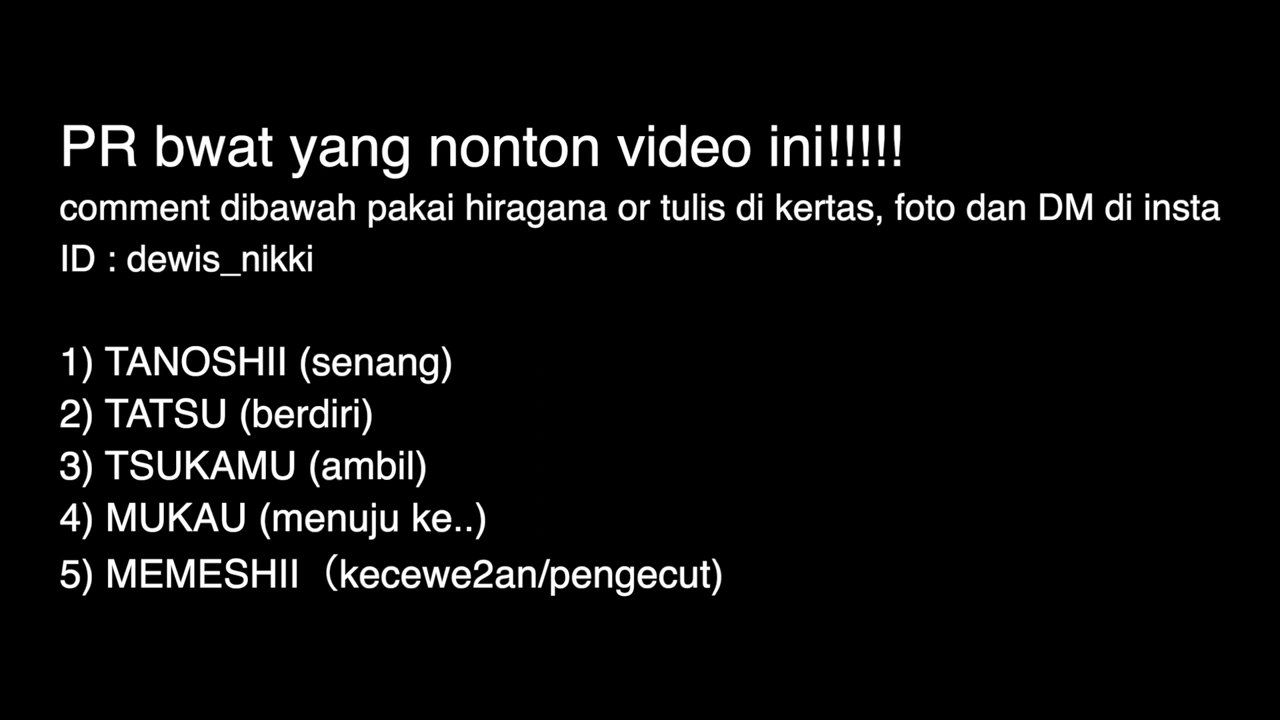 PR bwat yang nonton video ini!!!!!
comment dibawah pakai hiragana or tulis di kertas, foto dan DM di insta
ID : dewis_nikki
1) TANOSHII (senang)
2) TATSU (berdiri)
3) TSUKAMU (ambil)
4) MUKAU (menuju ke..)
5) MEMESHII（kecewe2an/pengecut)